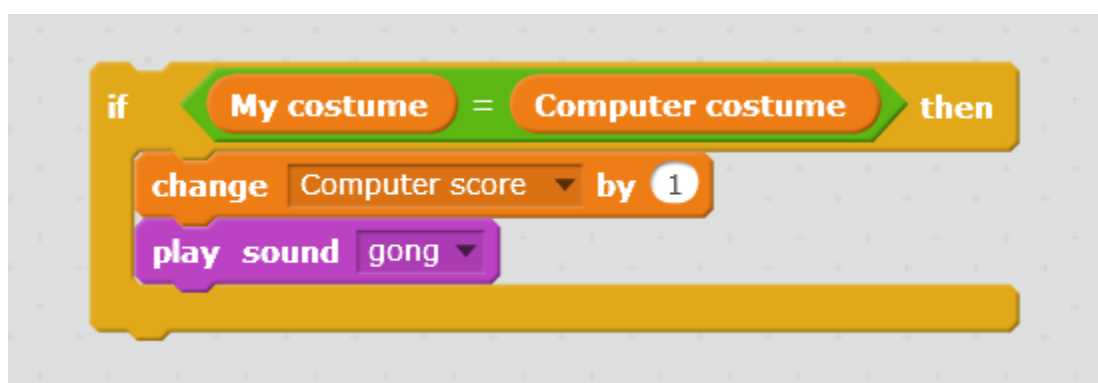 if My costume = Computer costume then
change Computer score by 1
play sound gong